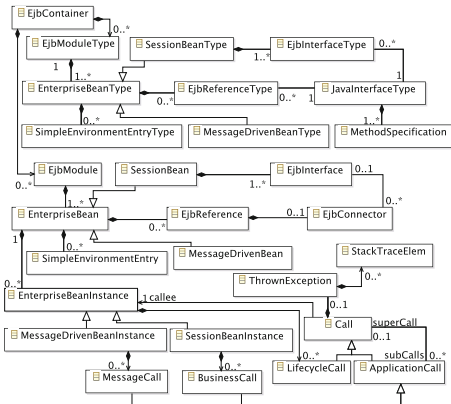 EjbContainer
0..*
EjbModuleType
SessionBeanType
EjbInterfaceType
0..*
1
1..*
1..*
1
EnterpriseBeanType
EjbReferenceType
JavaInterfaceType
0..*
0..*
1
0..*
1..*
SimpleEnvironmentEntryType
MessageDrivenBeanType
MethodSpecification
EjbModule
SessionBean
EjbInterface
0..1
0..*
1..*
1..*
0..*
EnterpriseBean
EjbReference
EjbConnector
0..*
0..1
1
0..*
SimpleEnvironmentEntry
MessageDrivenBean
StackTraceElem
0..*
0..*
ThrownException
EnterpriseBeanInstance
1
callee
0..1
Call
superCall
0..1
MessageDrivenBeanInstance
SessionBeanInstance
0..*
0..*
0..*
subCalls
0..*
MessageCall
BusinessCall
LifecycleCall
ApplicationCall